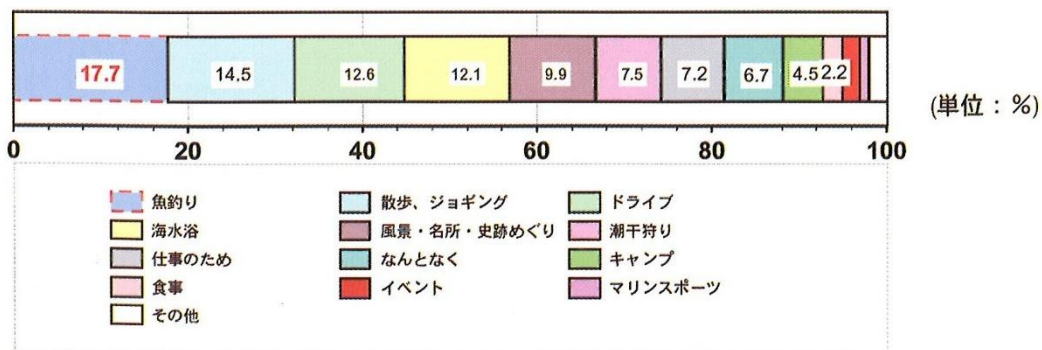 17.7 14.5 12.6 12.1 9.9 7.5 7.2 6.7 4.5 2.2
(単位：%)
0 20 40 60 80 100
魚釣り 散歩、ジョギング ドライブ
海水浴 風景・名所・史跡めぐり 潮干狩り
仕事のため なんとなく キャンプ
食事 イベント マリンスポーツ
その他